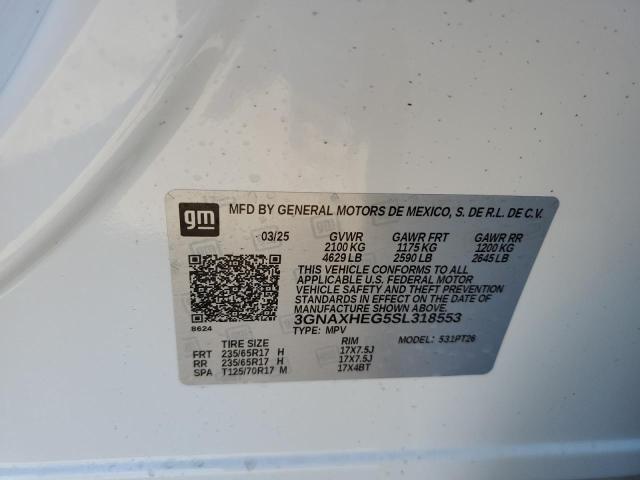 gm MFD BY GENERAL MOTORS DE MEXICO, S. DE R.L. DE C.V.
03/25 GVWR GAWR FRT GAWR RR
2100 KG 1175 KG 1200 KG
4629 LB 2590 LB 2645 LB
THIS VEHICLE CONFORMS TO ALL
APPLICABLE U.S. FEDERAL MOTOR
VEHICLE SAFETY AND THEFT PREVENTION
STANDARDS IN EFFECT ON THE DATE OF
MANUFACTURE SHOWN ABOVE.
3GNAXHEG5SL318553
8624 TYPE: MPV MODEL: 531PT26
TIRE SIZE RIM
FRT 235/65R17 H 17X7.5J
RR 235/65R17 H 17X7.5J
SPA T125/70R17 M 17X4BT